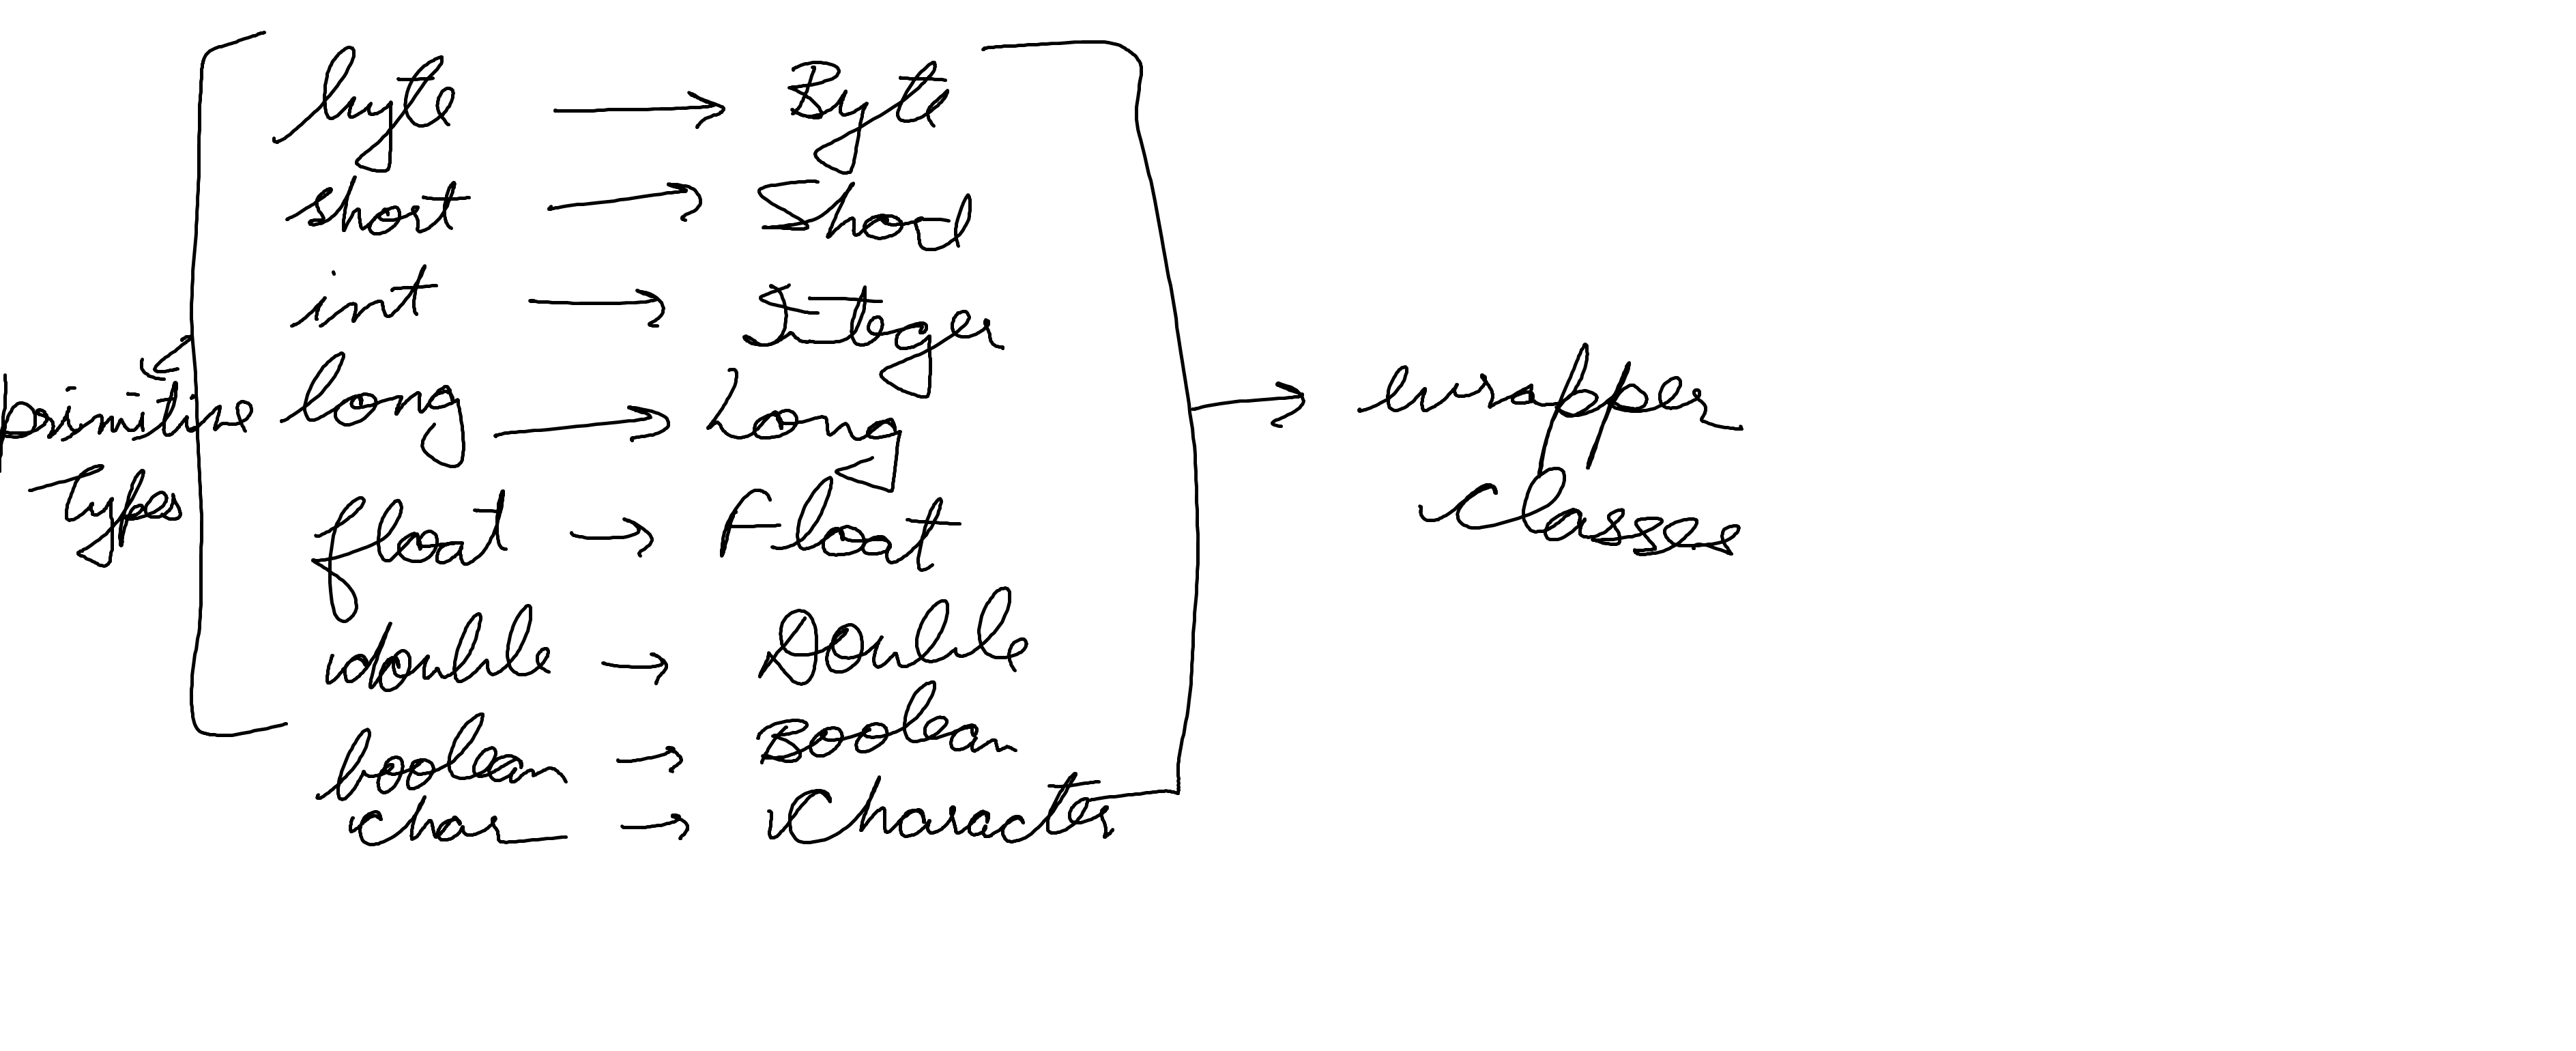 byte → Byte
short → Short
int → Integer
long → Long
float → Float
double → Double
boolean → Boolean
char → Character
primitive
Types
wrapper
classes